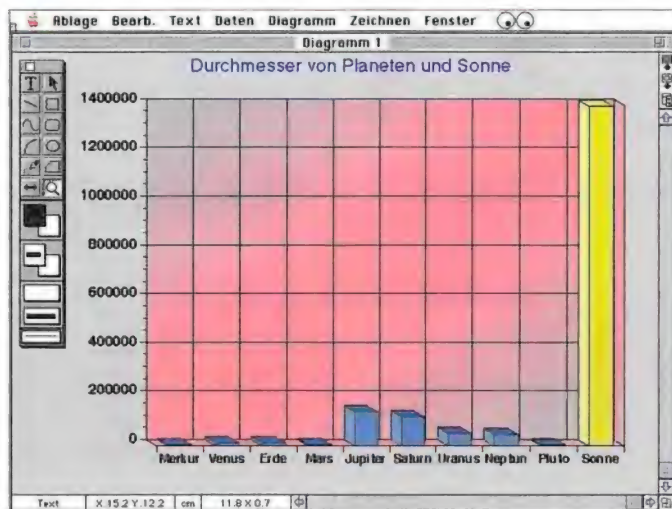 Ablage Bearb. Text Daten Diagramm Zeichnen Fenster
Diagramm 1
Durchmesser von Planeten und Sonne
T
1400000
1200000
1000000
800000
600000
400000
200000
0
Merkur Venus Erde Mars Jupiter Saturn Uranus Neptun Pluto Sonne
Text X:15.2 Y:12.2 cm 11.8 X 0.7